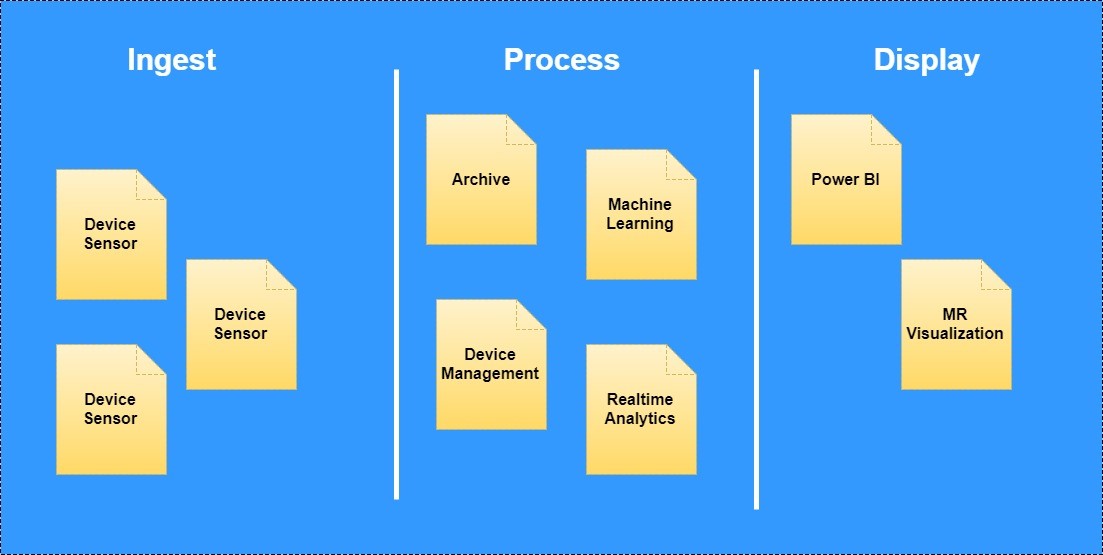 Ingest
Process
Display
Device
Sensor
Device
Sensor
Device
Sensor
Archive
Machine
Learning
Device
Management
Realtime
Analytics
Power BI
MR
Visualization